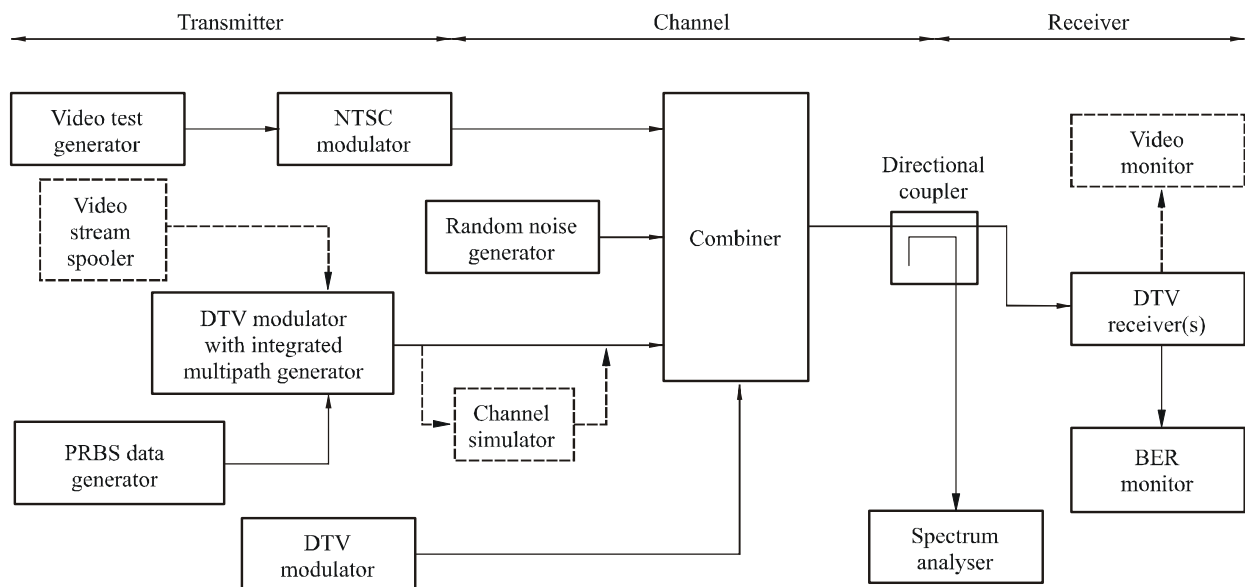 Transmitter
Channel
Receiver
Video test
generator
NTSC
modulator
Video
monitor
Directional
coupler
Video
stream
spooler
Random noise
generator
Combiner
DTV modulator
with integrated
multipath generator
DTV
receiver(s)
Channel
simulator
PRBS data
generator
BER
monitor
DTV
modulator
Spectrum
analyser